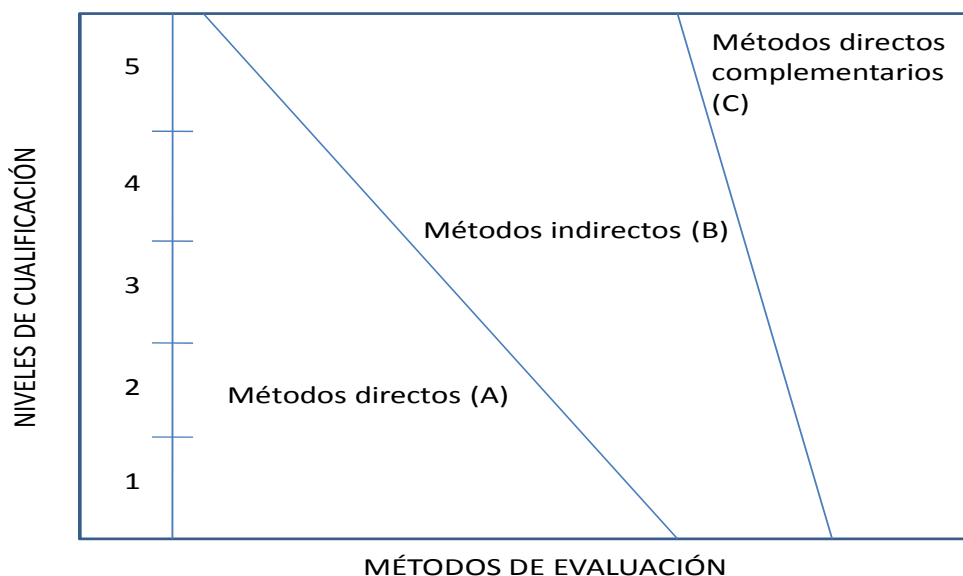 Métodos directos
complementarios
(C)
5
4
Métodos indirectos (B)
3
2
Métodos directos (A)
1
NIVELES DE CUALIFICACIÓN
MÉTODOS DE EVALUACIÓN